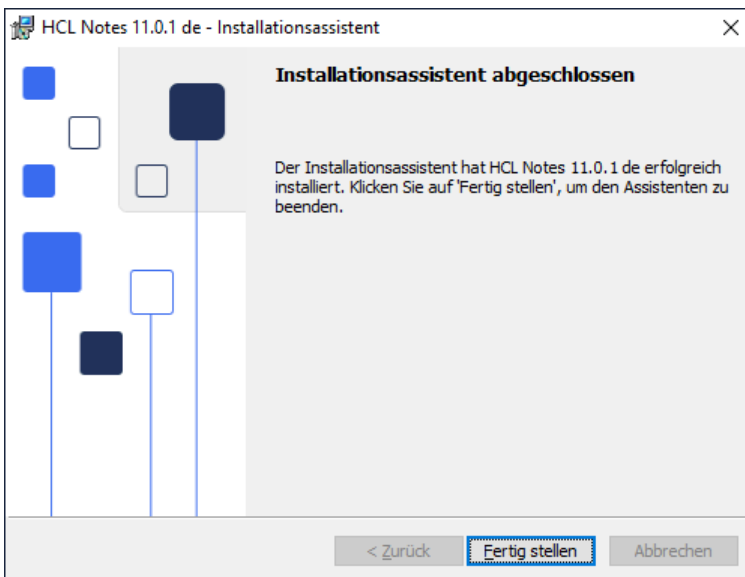 HCL Notes 11.0.1 de - Installationsassistent
Installationsassistent abgeschlossen
Der Installationsassistent hat HCL Notes 11.0.1 de erfolgreich
installiert. Klicken Sie auf 'Fertig stellen', um den Assistenten zu
beenden.
< Zurück Fertig stellen Abbrechen